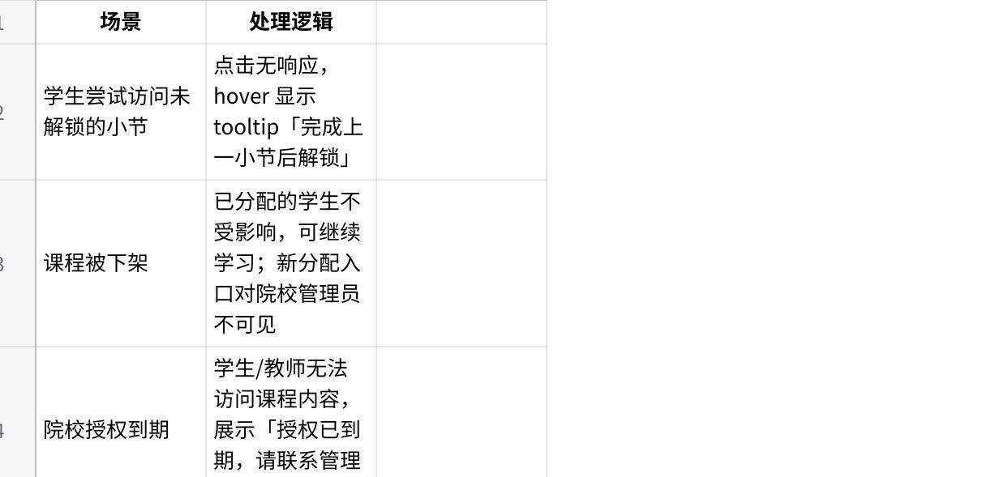 1 场景 处理逻辑
点击无响应，
学生尝试访问未 hover 显示
2
解锁的小节 tooltip「完成上
一小节后解锁」
已分配的学生不
受影响，可继续
3 课程被下架 学习；新分配入
口对院校管理员
不可见
学生/教师无法
访问课程内容，
4 院校授权到期 展示「授权已到
期，请联系管理